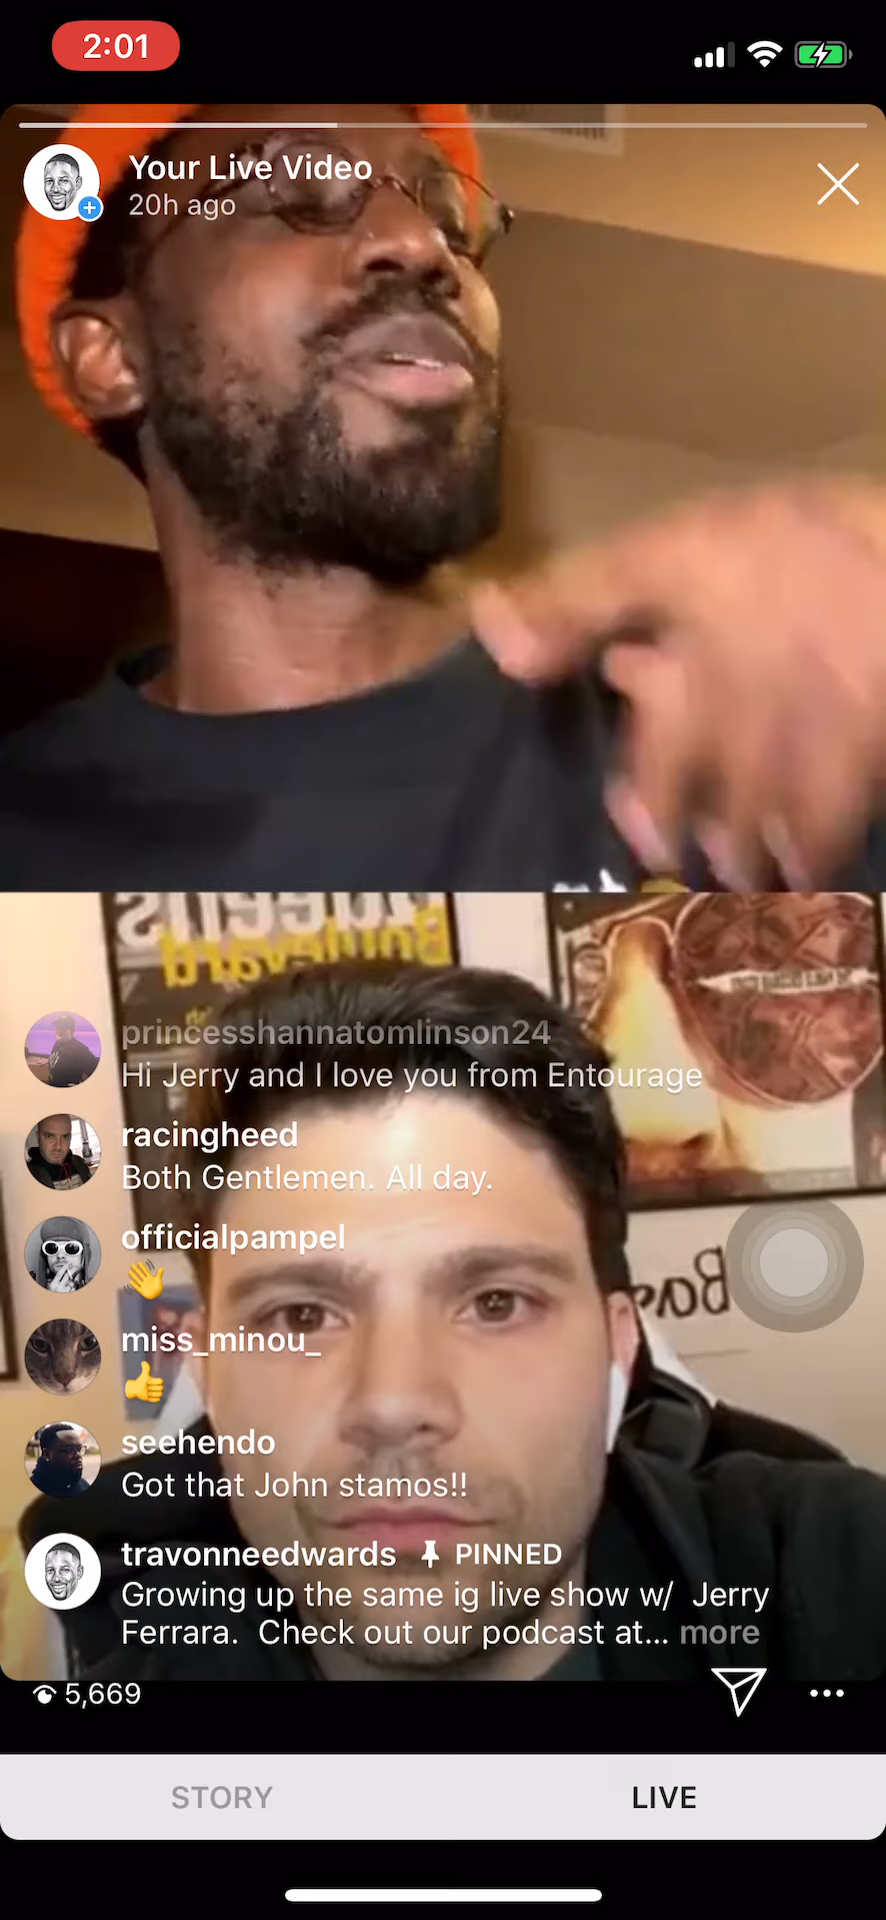 2:01
Your Live Video
20h ago
Queens
Boulevard
princesshannatomlinson24
Hi Jerry and I love you from Entourage
racingheed
Both Gentlemen. All day.
officialpampel
👋
miss_minou_
👍
seehendo
Got that John stamos!!
travonneedwards PINNED
Growing up the same ig live show w/ Jerry
Ferrara. Check out our podcast at... more
5,669
STORY LIVE